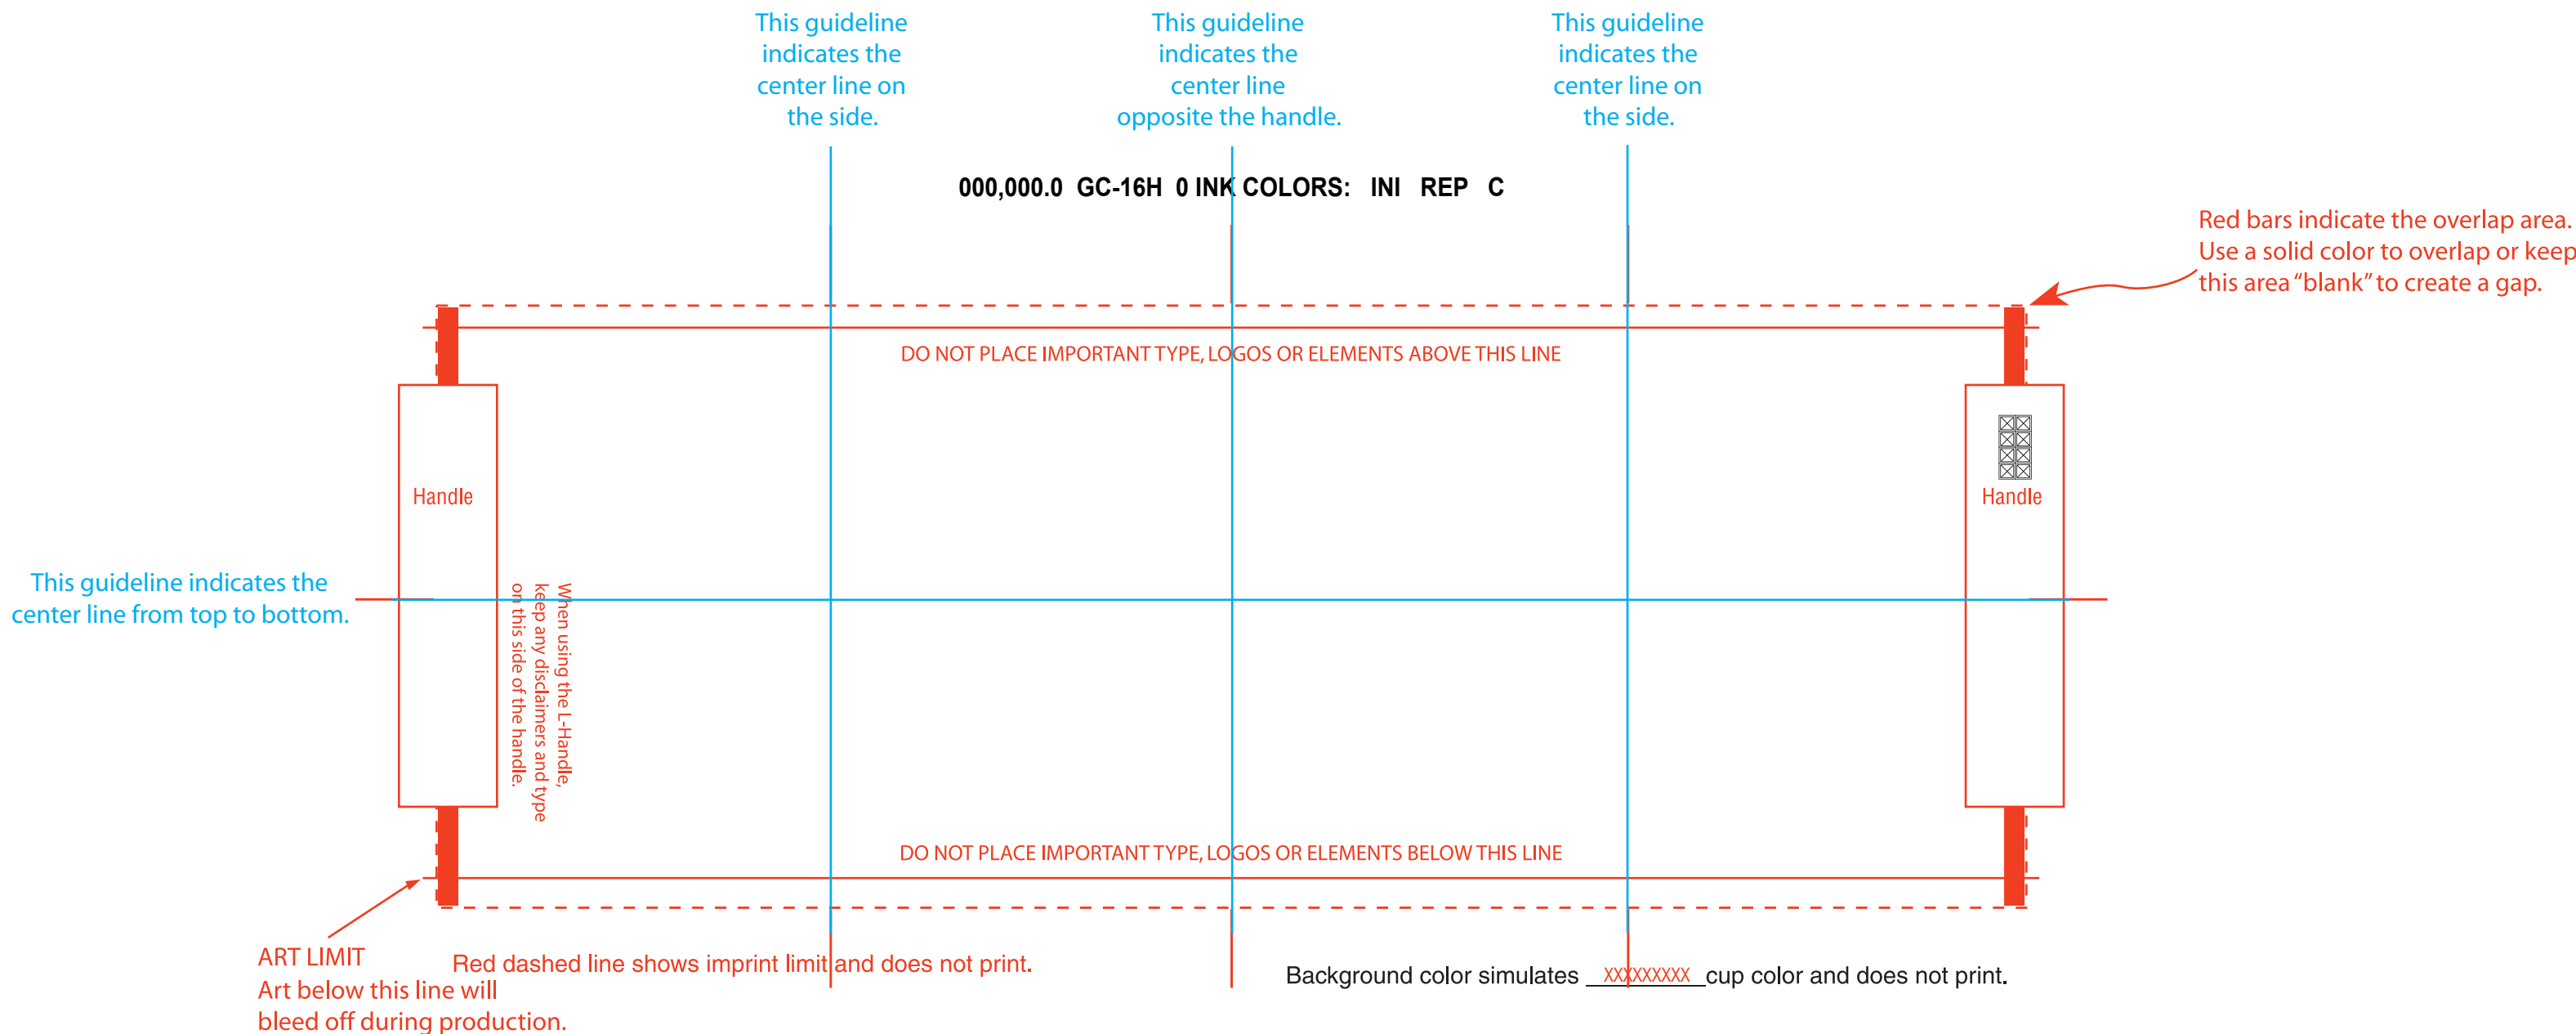 This guideline
indicates the
center line on
the side.
This guideline
indicates the
center line
opposite the handle.
This guideline
indicates the
center line on
the side.
000,000.0 GC-16H 0 INK COLORS: INI REP C
Red bars indicate the overlap area.
Use a solid color to overlap or keep
this area “blank” to create a gap.
DO NOT PLACE IMPORTANT TYPE, LOGOS OR ELEMENTS ABOVE THIS LINE
Handle
Handle
This guideline indicates the
center line from top to bottom.
When using the L-Handle,
keep any disclaimers and type
on this side of the handle.
DO NOT PLACE IMPORTANT TYPE, LOGOS OR ELEMENTS BELOW THIS LINE
ART LIMIT
Art below this line will
bleed off during production.
Red dashed line shows imprint limit and does not print.
Background color simulates XXXXXXXXX cup color and does not print.